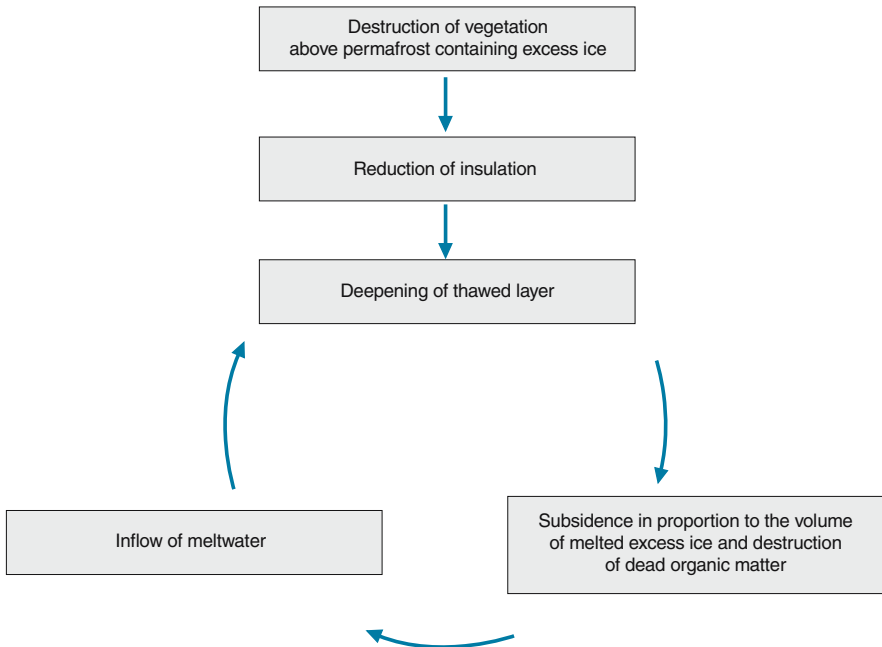 Destruction of vegetation
above permafrost containing excess ice
Reduction of insulation
Deepening of thawed layer
Inflow of meltwater
Subsidence in proportion to the volume
of melted excess ice and destruction
of dead organic matter